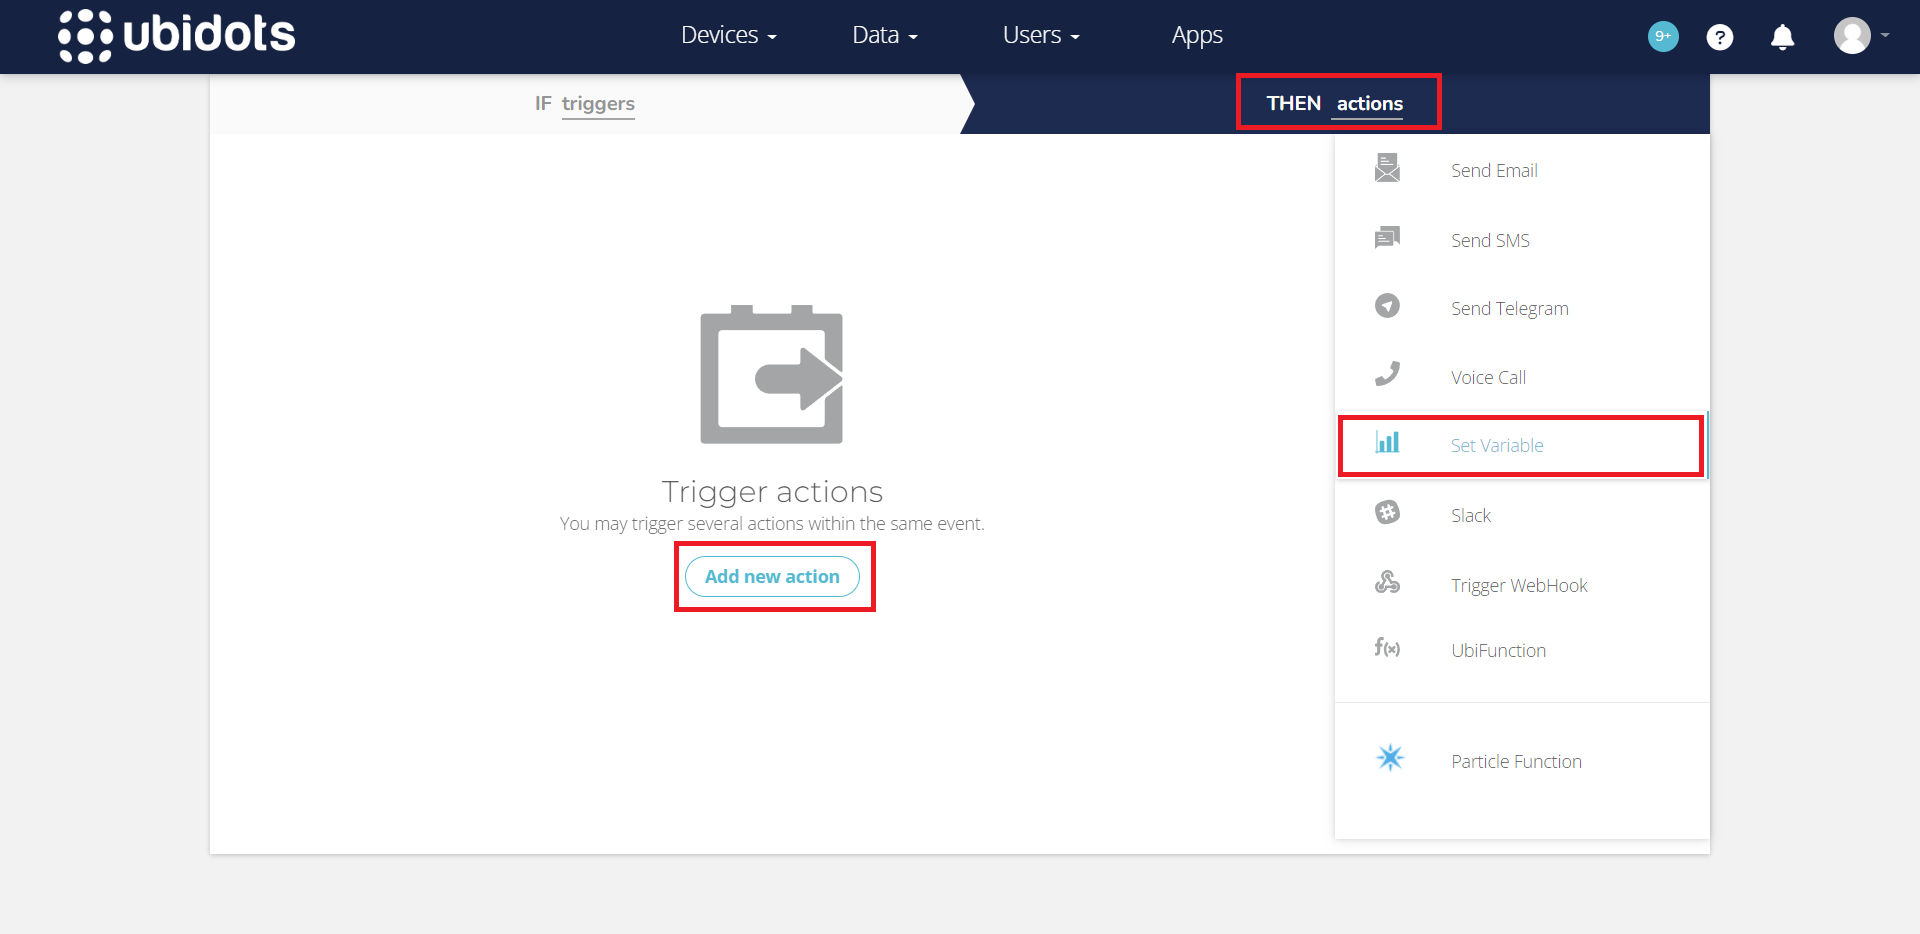 ubidots
Devices
Data
Users
Apps
9+
?
IF triggers
THEN actions
Send Email
Send SMS
Send Telegram
Voice Call
Set Variable
Slack
Trigger WebHook
f(x) UbiFunction
Particle Function
Trigger actions
You may trigger several actions within the same event.
Add new action